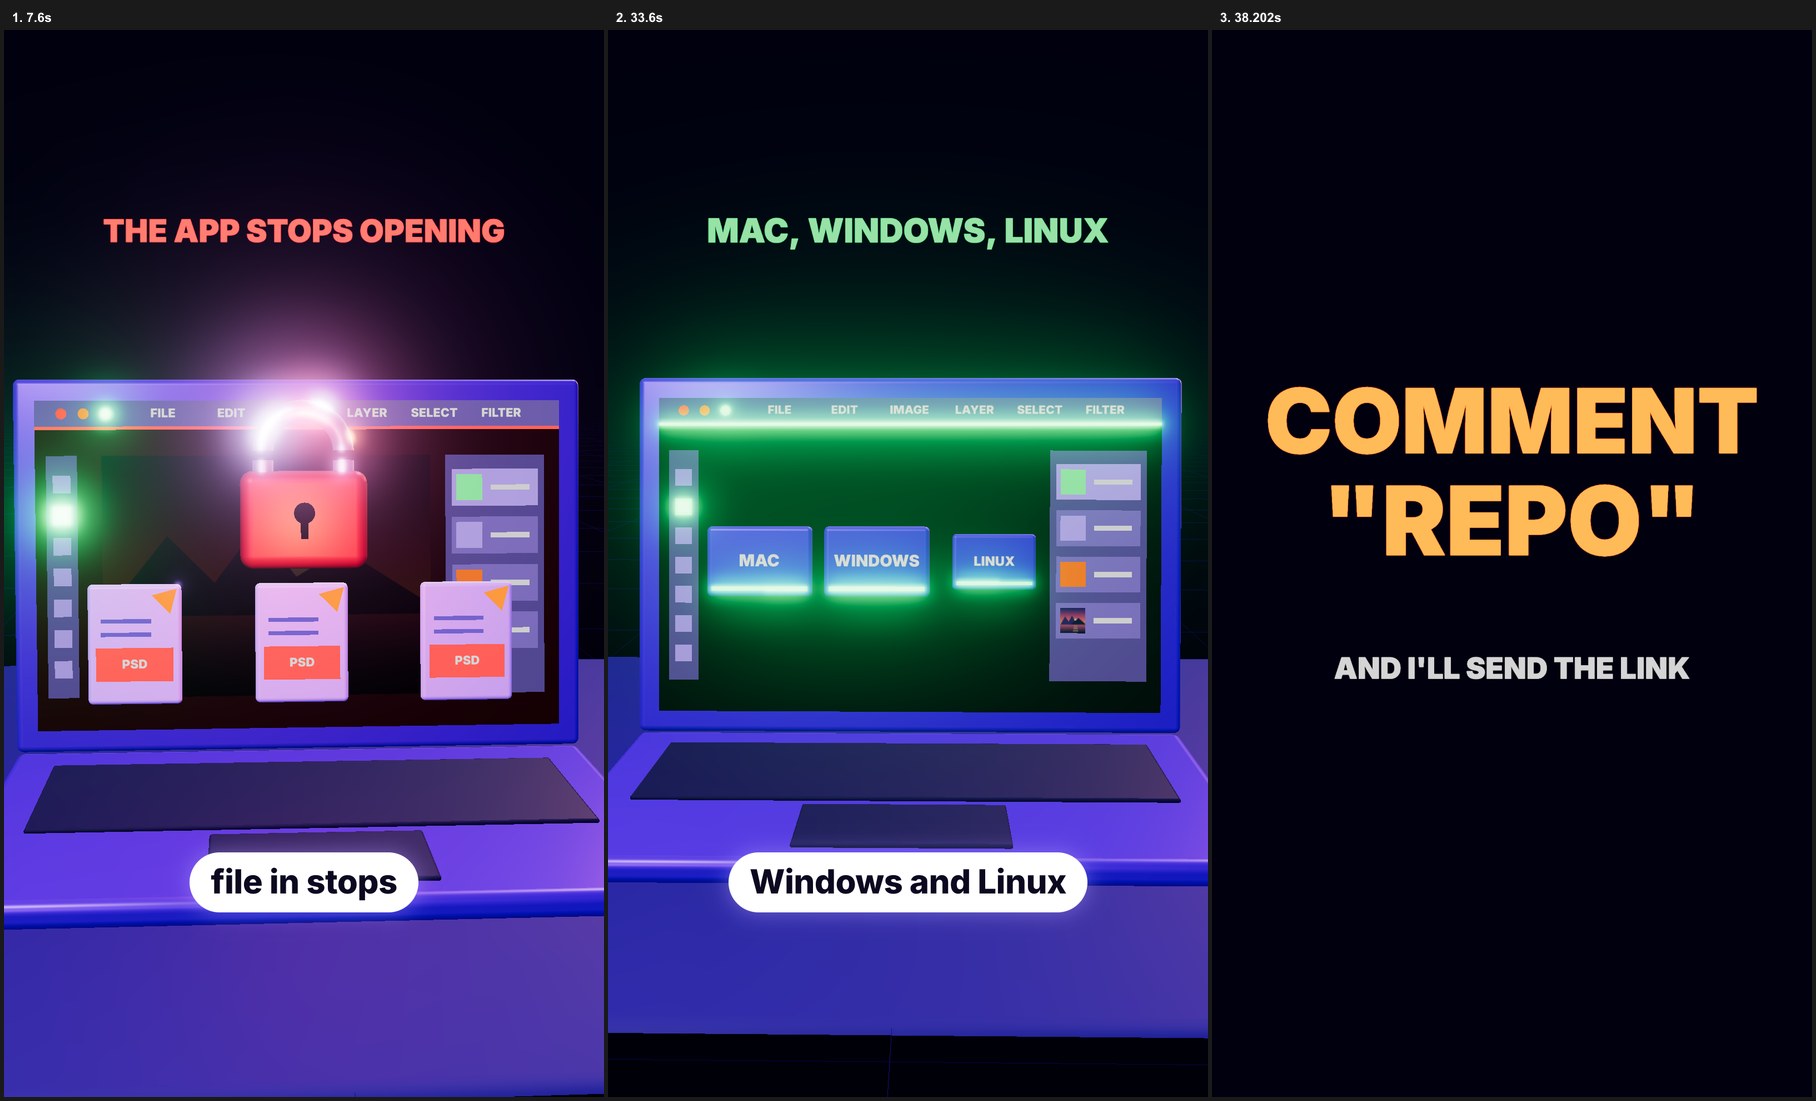 1. 7.6s
THE APP STOPS OPENING
FILE EDIT LAYER SELECT FILTER
PSD PSD PSD
file in stops
2. 33.6s
MAC, WINDOWS, LINUX
FILE EDIT IMAGE LAYER SELECT FILTER
MAC WINDOWS LINUX
Windows and Linux
3. 38.202s
COMMENT
"REPO"
AND I'LL SEND THE LINK